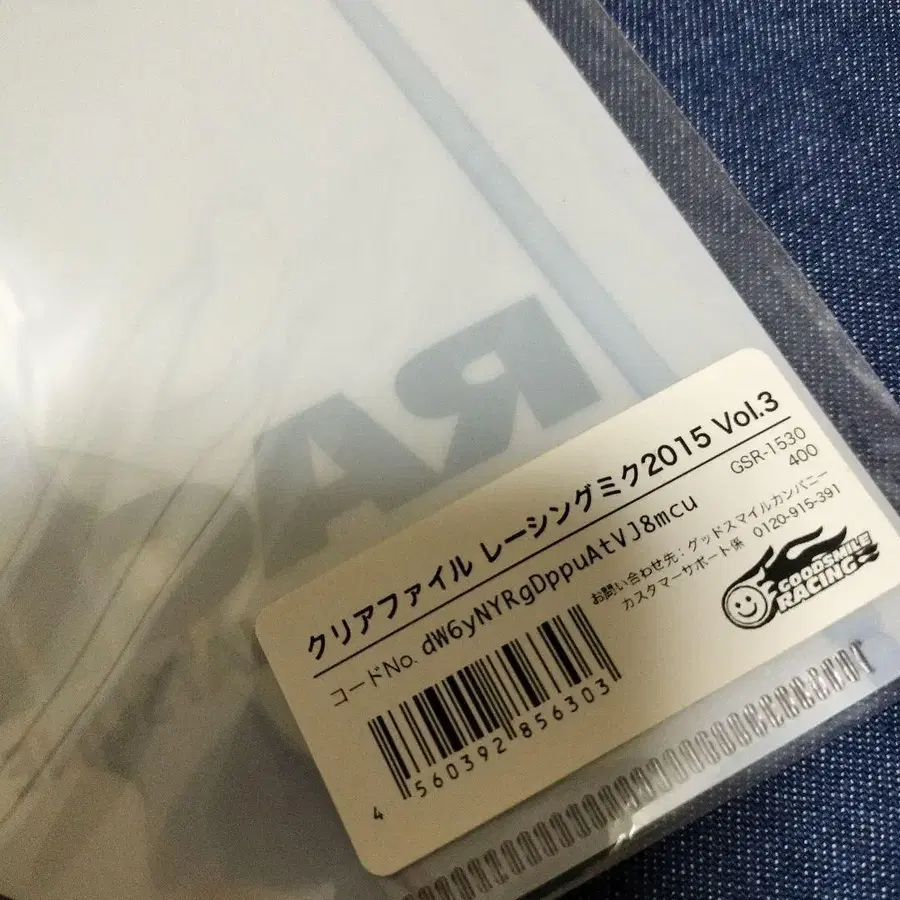 RAC
クリアファイル レーシングミク2015 Vol.3
コードNo. dW6yNYRgDppuAtVJ8mcu
GSR-1530
400
お問い合わせ先：グッドスマイルカンパニー
カスタマーサポート係 0120-915-391
GOODSMILE
RACING
4 560392 856303